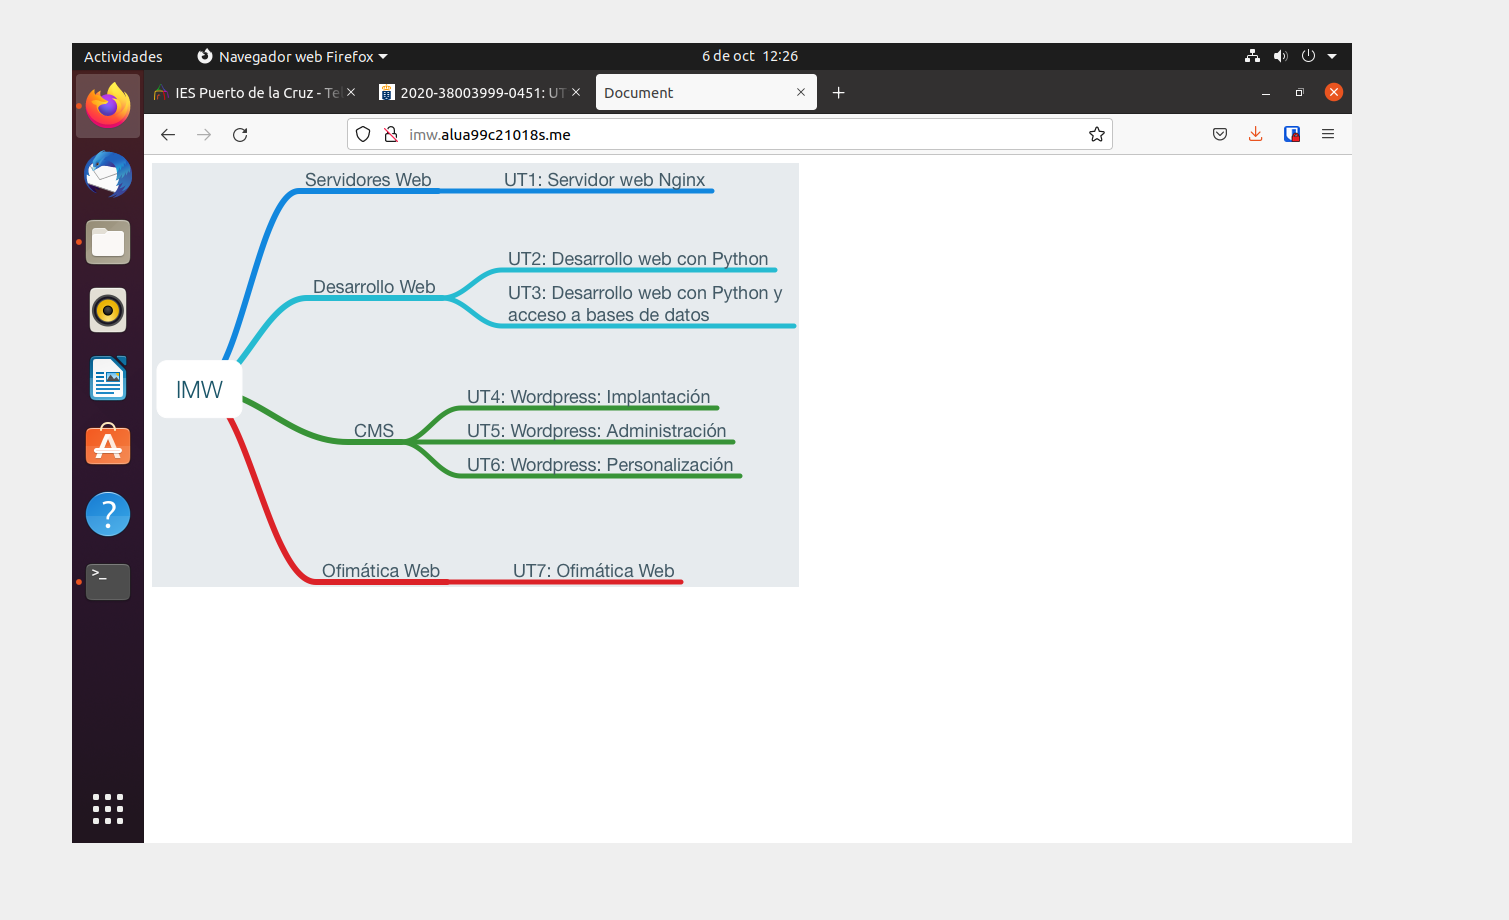 Actividades
Navegador web Firefox
6 de oct 12:26
IES Puerto de la Cruz - Tel
2020-38003999-0451: UT
Document
imw.alua99c21018s.me
Servidores Web
UT1: Servidor web Nginx
Desarrollo Web
UT2: Desarrollo web con Python
UT3: Desarrollo web con Python y
acceso a bases de datos
IMW
CMS
UT4: Wordpress: Implantación
UT5: Wordpress: Administración
UT6: Wordpress: Personalización
Ofimática Web
UT7: Ofimática Web